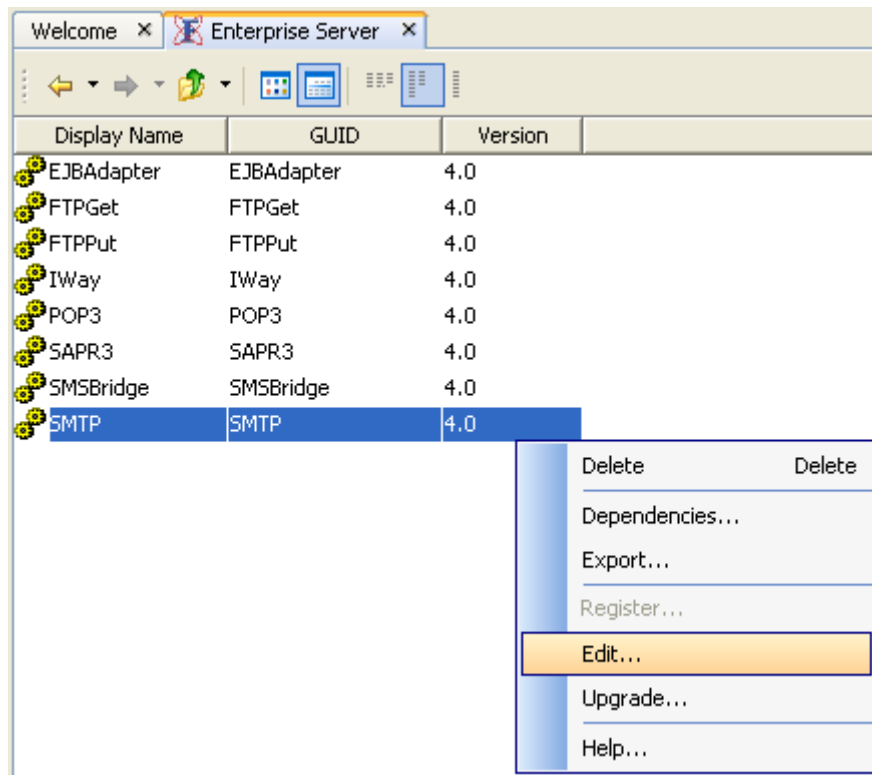 Welcome Enterprise Server
Display Name GUID Version
EJBAdapter EJBAdapter 4.0
FTPGet FTPGet 4.0
FTPPut FTPPut 4.0
IWay IWay 4.0
POP3 POP3 4.0
SAPR3 SAPR3 4.0
SMSBridge SMSBridge 4.0
SMTP SMTP 4.0
Delete Delete
Dependencies...
Export...
Register...
Edit...
Upgrade...
Help...